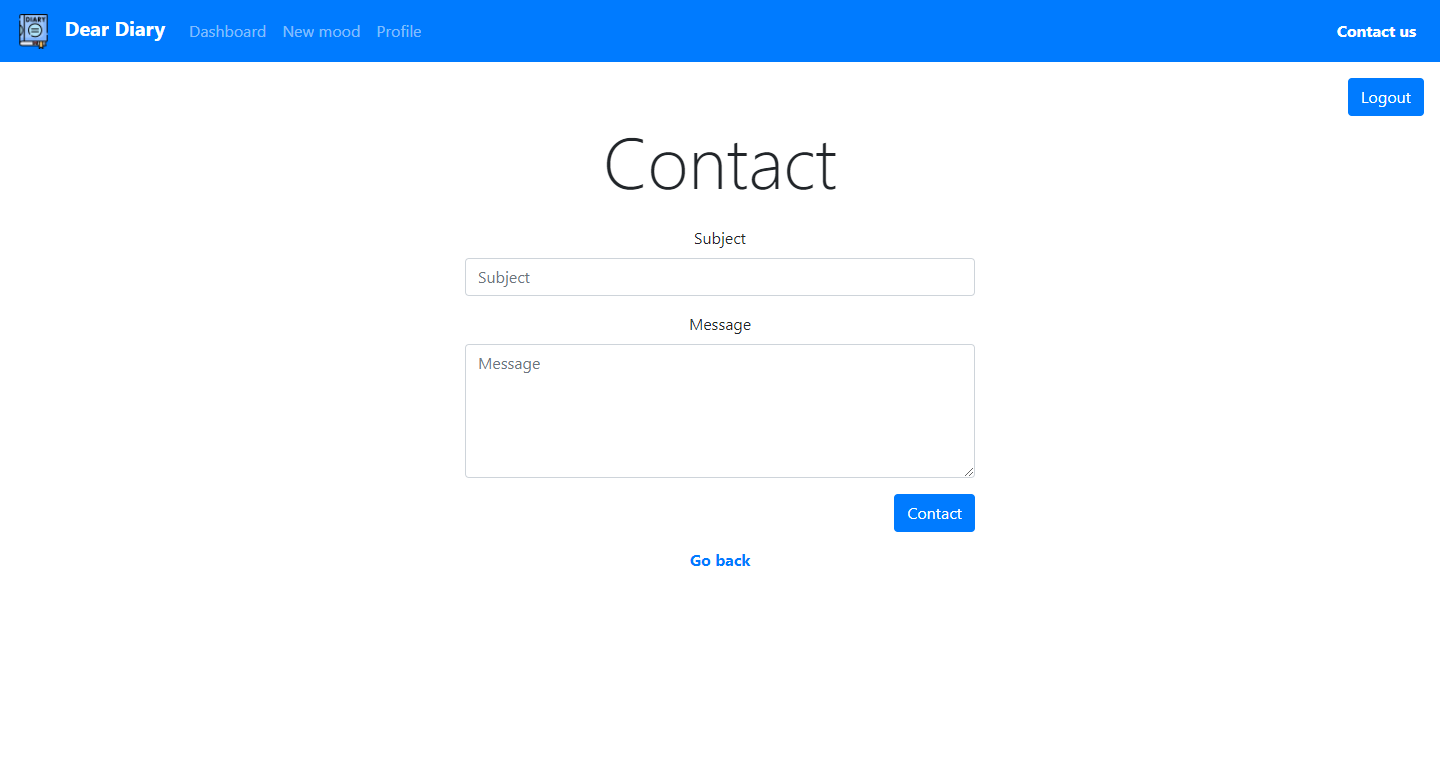 DIARY
Dear Diary Dashboard New mood Profile Contact us
Logout
Contact
Subject
Subject
Message
Message
Contact
Go back